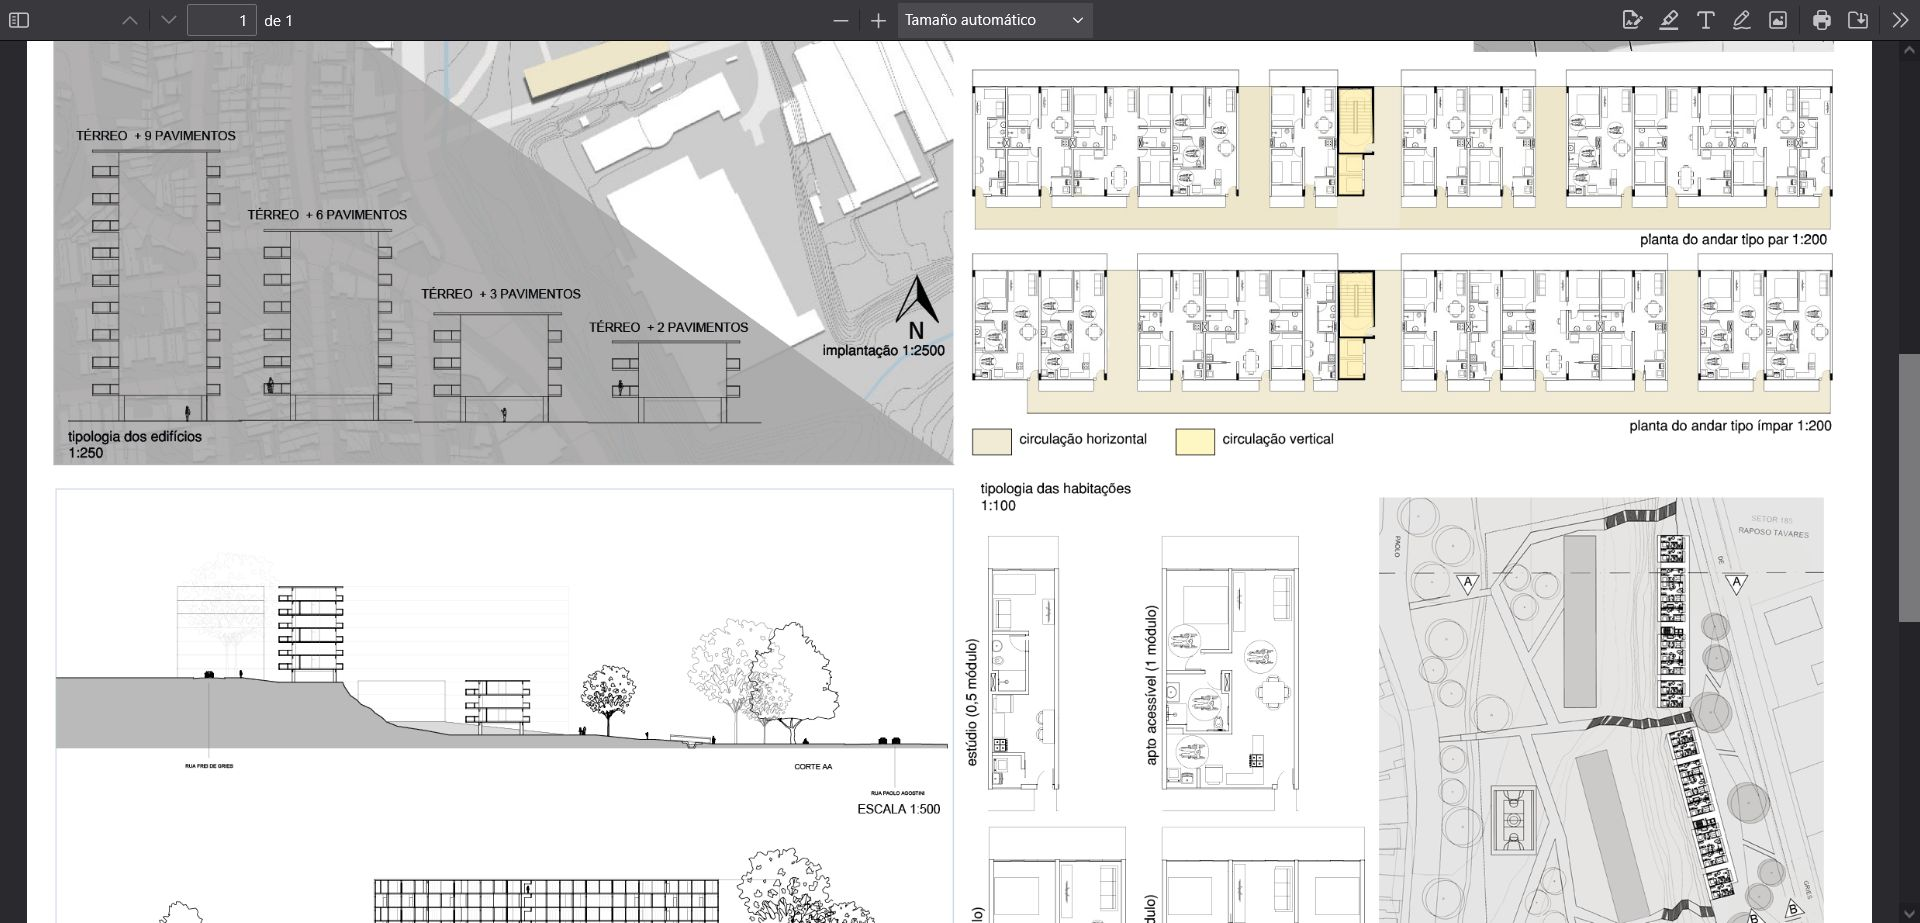 1
de 1
Tamaño automático
TÉRREO + 9 PAVIMENTOS
TÉRREO + 6 PAVIMENTOS
TÉRREO + 3 PAVIMENTOS
TÉRREO + 2 PAVIMENTOS
N
implantação 1:2500
tipologia dos edifícios
1:250
planta do andar tipo par 1:200
planta do andar tipo ímpar 1:200
circulação horizontal
circulação vertical
tipologia das habitações
1:100
estúdio (0,5 módulo)
apto acessível (1 módulo)
SETOR 185
RAPOSO TAVARES
PAOLO
DE
A
A
GRIES
B
B
RUA FREI DE GRIES
CORTE AA
RUA PAOLO AGOSTINI
ESCALA 1:500